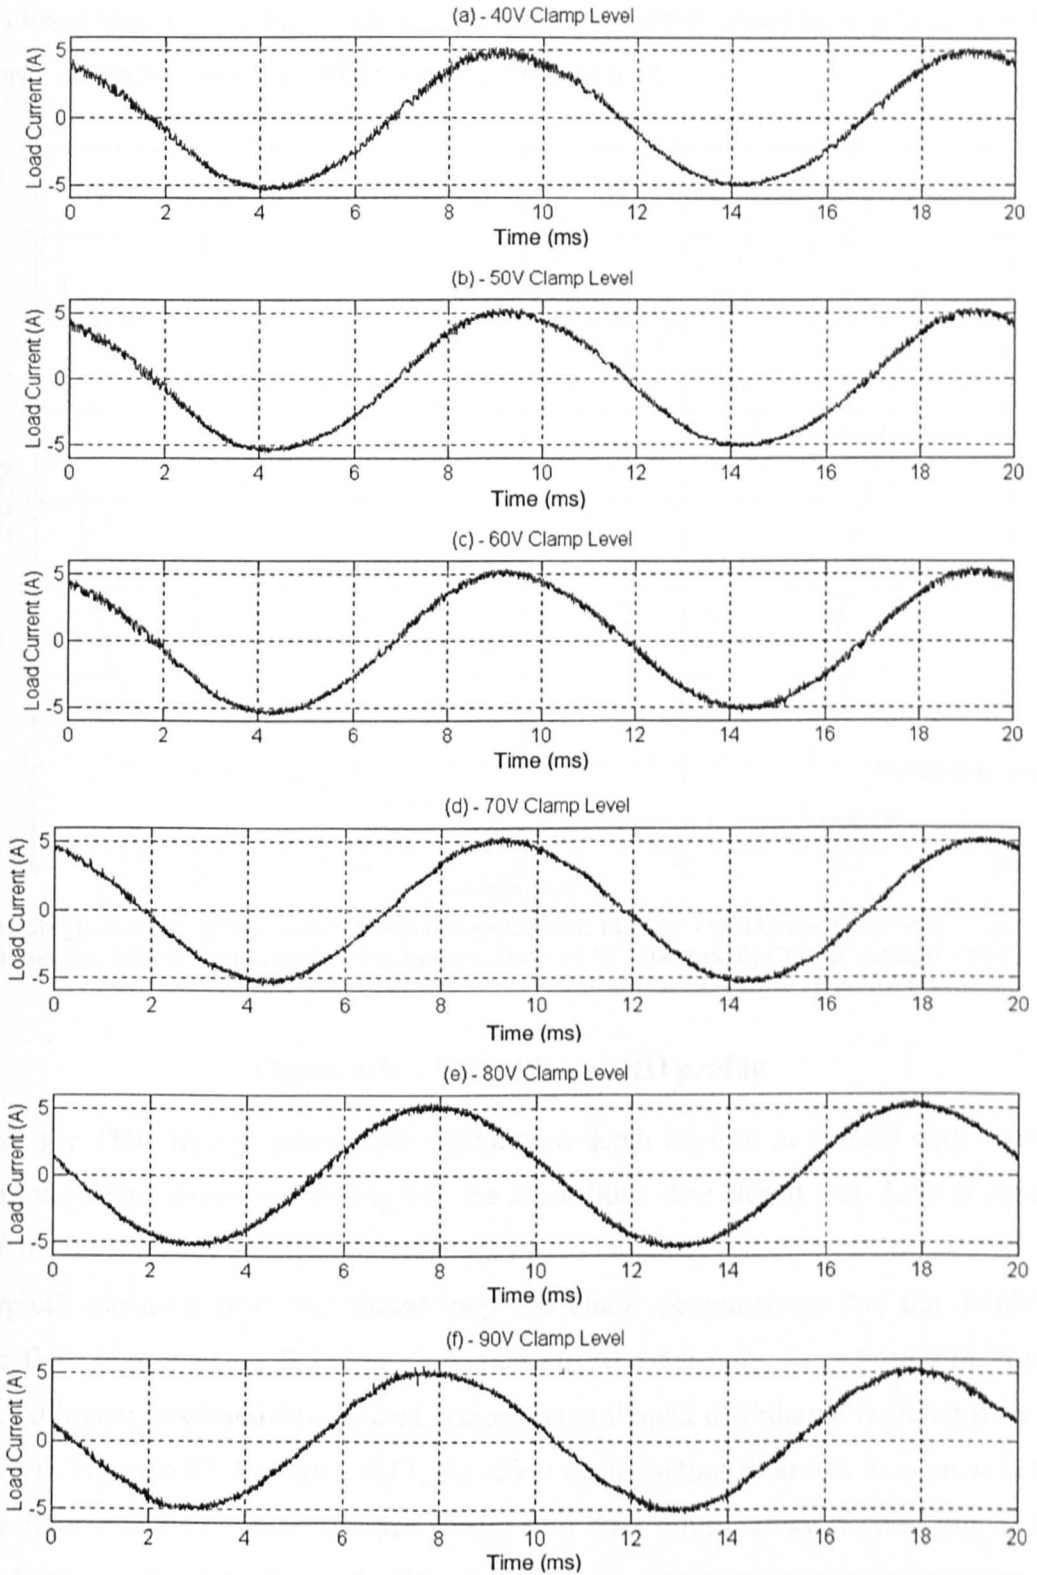 (a) - 40V Clamp Level
Load Current (A)
5
0
-5
0 2 4 6 8 10 12 14 16 18 20
Time (ms)
(b) - 50V Clamp Level
Load Current (A)
5
0
-5
0 2 4 6 8 10 12 14 16 18 20
Time (ms)
(c) - 60V Clamp Level
Load Current (A)
5
0
-5
0 2 4 6 8 10 12 14 16 18 20
Time (ms)
(d) - 70V Clamp Level
Load Current (A)
5
0
-5
0 2 4 6 8 10 12 14 16 18 20
Time (ms)
(e) - 80V Clamp Level
Load Current (A)
5
0
-5
0 2 4 6 8 10 12 14 16 18 20
Time (ms)
(f) - 90V Clamp Level
Load Current (A)
5
0
-5
0 2 4 6 8 10 12 14 16 18 20
Time (ms)